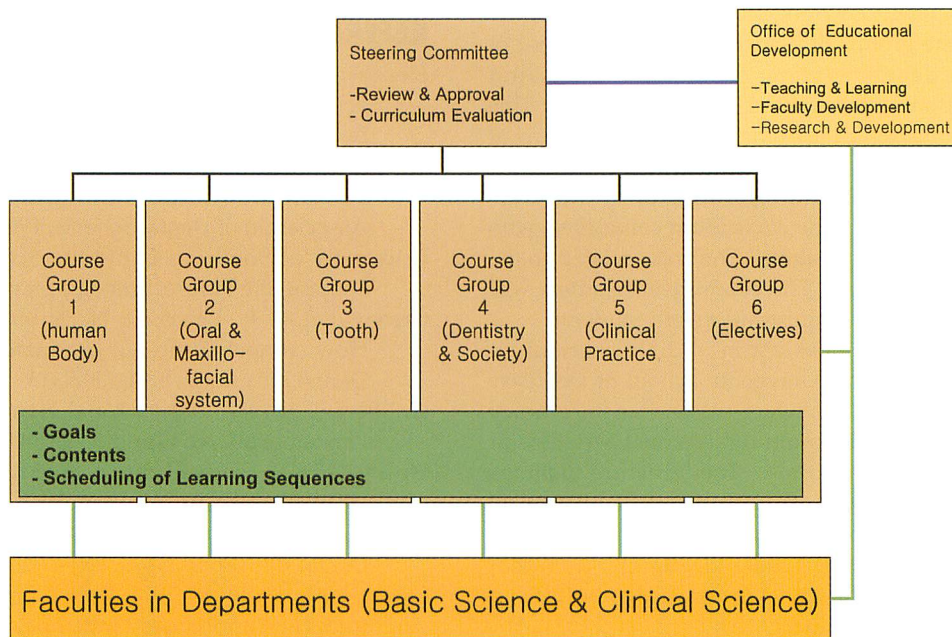 Steering Committee
-Review & Approval
- Curriculum Evaluation
Office of Educational
Development
-Teaching & Learning
-Faculty Development
-Research & Development
Course
Group
1
(human
Body)
Course
Group
2
(Oral &
Maxillo-
facial
system)
Course
Group
3
(Tooth)
Course
Group
4
(Dentistry
& Society)
Course
Group
5
(Clinical
Practice
Course
Group
6
(Electives)
- Goals
- Contents
- Scheduling of Learning Sequences
Faculties in Departments (Basic Science & Clinical Science)